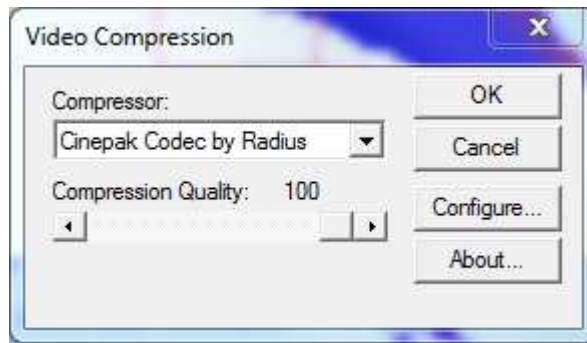 Video Compression
x
Compressor:
Cinepak Codec by Radius
Compression Quality: 100
OK
Cancel
Configure...
About...